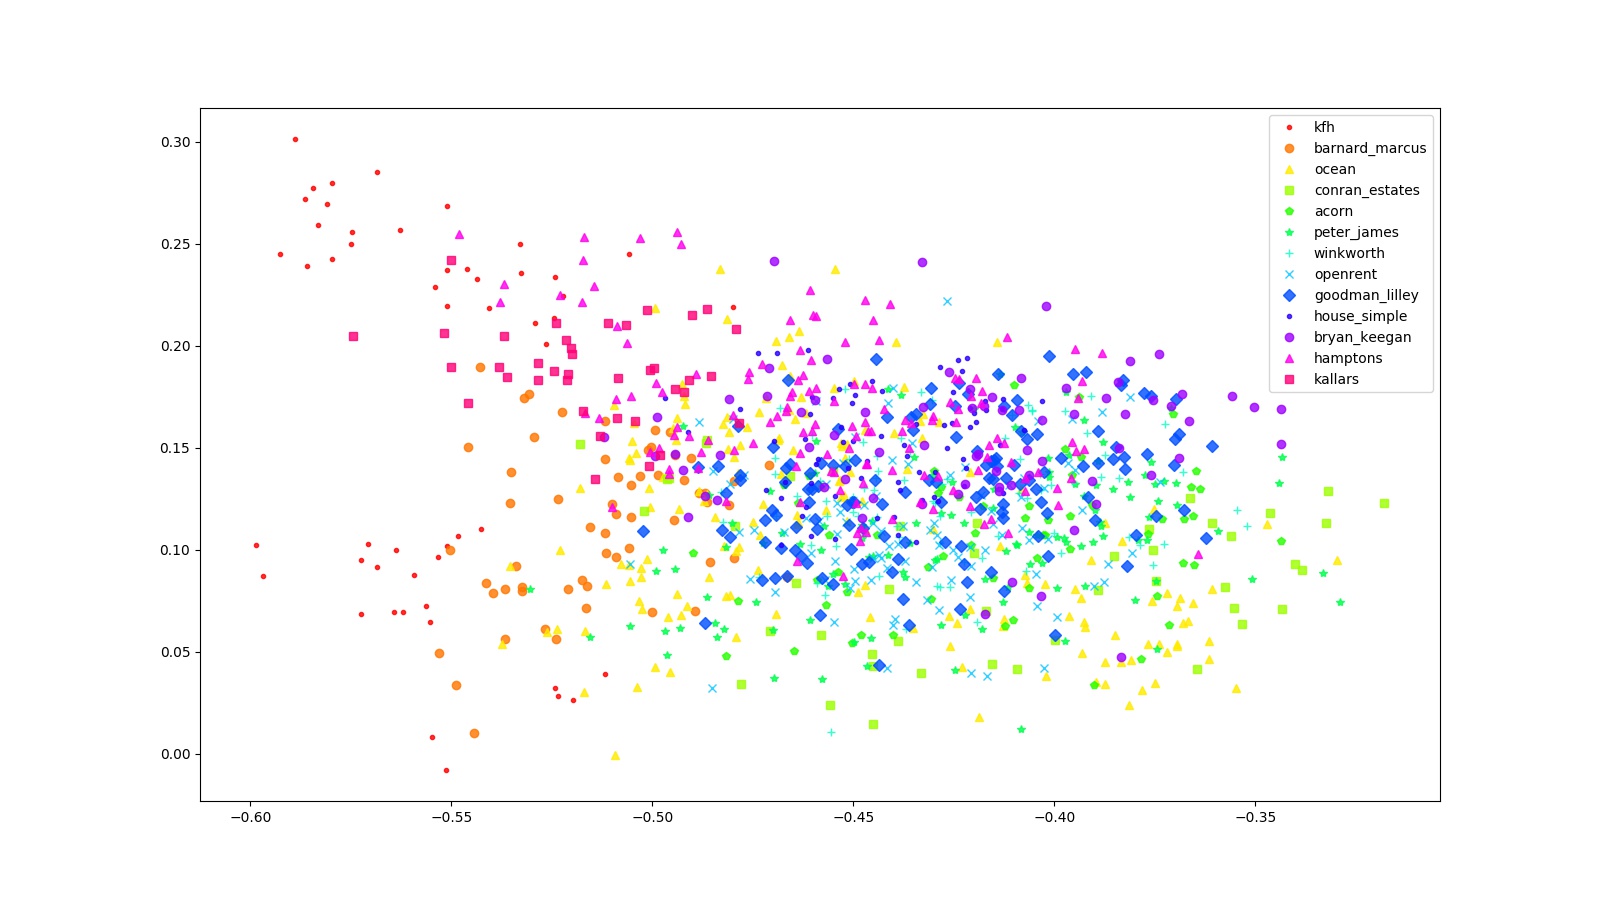 0.30
0.25
0.20
0.15
0.10
0.05
0.00
−0.60
−0.55
−0.50
−0.45
−0.40
−0.35
kfh
barnard_marcus
ocean
conran_estates
acorn
peter_james
winkworth
openrent
goodman_lilley
house_simple
bryan_keegan
hamptons
kallars